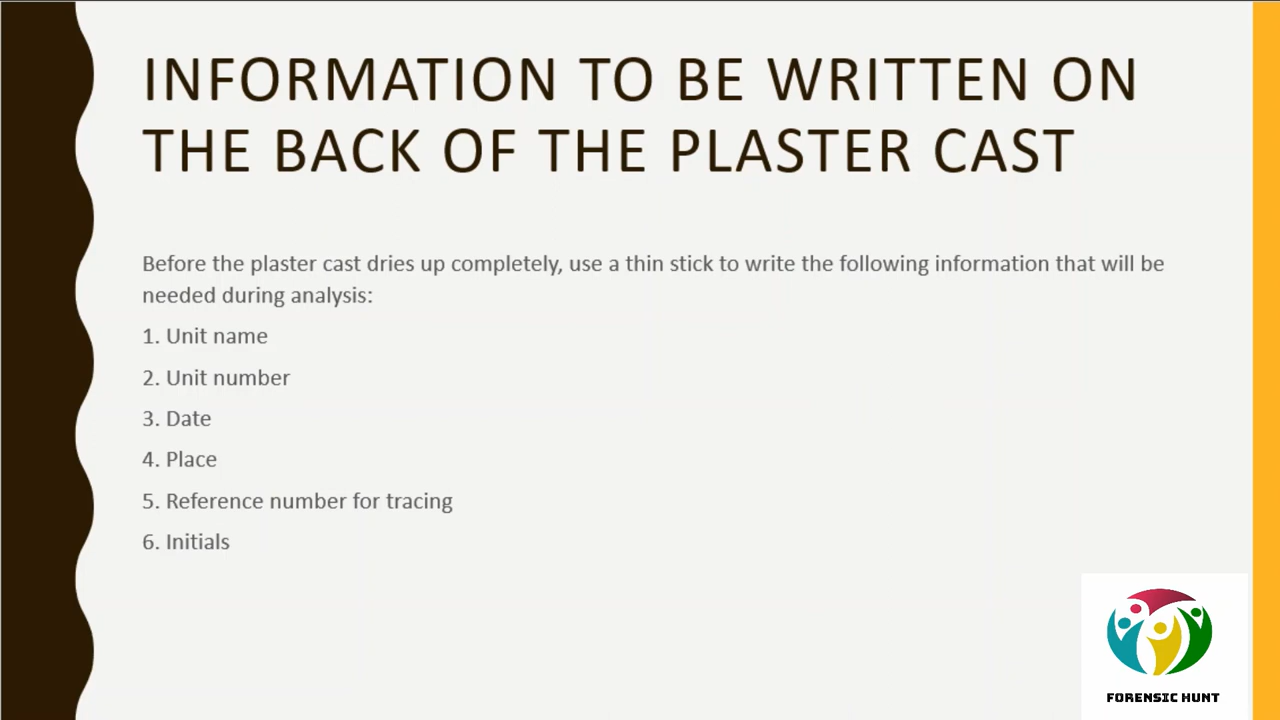 INFORMATION TO BE WRITTEN ON
THE BACK OF THE PLASTER CAST
Before the plaster cast dries up completely, use a thin stick to write the following information that will be
needed during analysis:
1. Unit name
2. Unit number
3. Date
4. Place
5. Reference number for tracing
6. Initials
FORENSIC HUNT